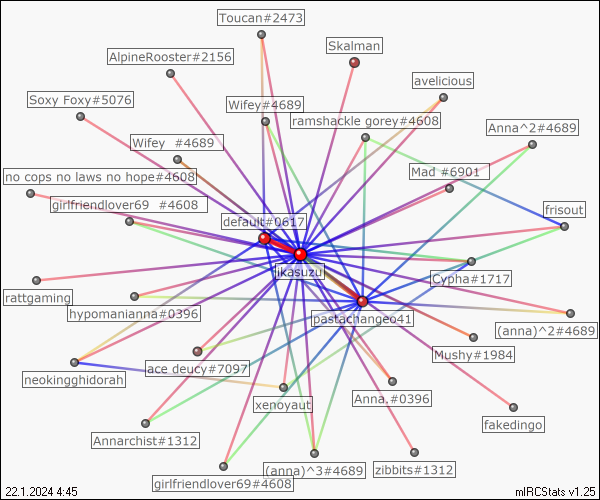 Toucan#2473
Skalman
AlpineRooster#2156
avelicious
Soxy Foxy#5076
Wifey#4689
ramshackle gorey#4608
Anna^2#4689
Wifey  #4689
Mad #6901
no cops no laws no hope#4608
girlfriendlover69  #4608
frisout
default#0617
jikasuzu
Cypha#1717
rattgaming
hypomanianna#0396
pastachangeo41
(anna)^2#4689
Mushy#1984
ace deucy#7097
neokingghidorah
xenoyaut
Anna,#0396
fakedingo
Annarchist#1312
(anna)^3#4689
zibbits#1312
girlfriendlover69#4608
22.1.2024 4:45
mIRCStats v1.25